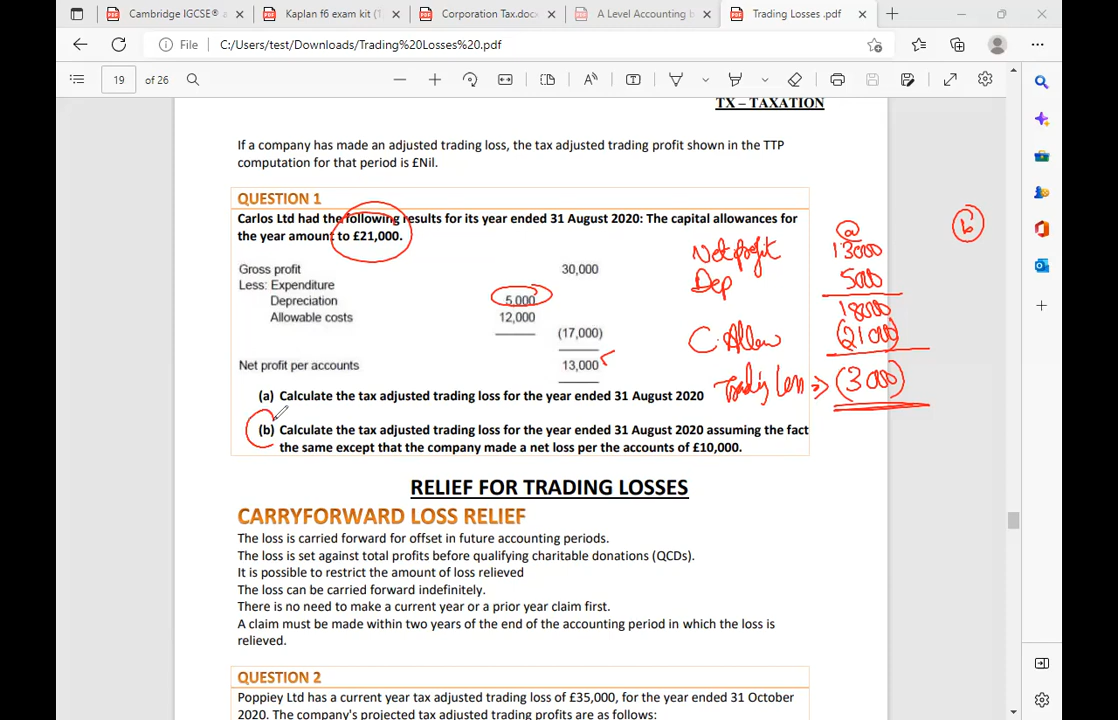 Cambridge IGCSE®
Kaplan f6 exam kit (
Corporation Tax.docx
A Level Accounting
Trading Losses .pdf
File
C:/Users/test/Downloads/Trading%20Losses%20.pdf
19 of 26
TX – TAXATION
If a company has made an adjusted trading loss, the tax adjusted trading profit shown in the TTP
computation for that period is £Nil.
QUESTION 1
Carlos Ltd had the following results for its year ended 31 August 2020: The capital allowances for
the year amount to £21,000.
Gross profit 30,000
Less: Expenditure
Depreciation 5,000
Allowable costs 12,000
(17,000)
Net profit per accounts 13,000
(a) Calculate the tax adjusted trading loss for the year ended 31 August 2020
(b) Calculate the tax adjusted trading loss for the year ended 31 August 2020 assuming the fact
the same except that the company made a net loss per the accounts of £10,000.
a
b
Net profit 13000
Dep 5000
18000
C. Allow (21000)
Trading loss => (3000)
RELIEF FOR TRADING LOSSES
CARRYFORWARD LOSS RELIEF
The loss is carried forward for offset in future accounting periods.
The loss is set against total profits before qualifying charitable donations (QCDs).
It is possible to restrict the amount of loss relieved
The loss can be carried forward indefinitely.
There is no need to make a current year or a prior year claim first.
A claim must be made within two years of the end of the accounting period in which the loss is
relieved.
QUESTION 2
Poppiey Ltd has a current year tax adjusted trading loss of £35,000, for the year ended 31 October
2020. The company's projected tax adjusted trading profits are as follows: